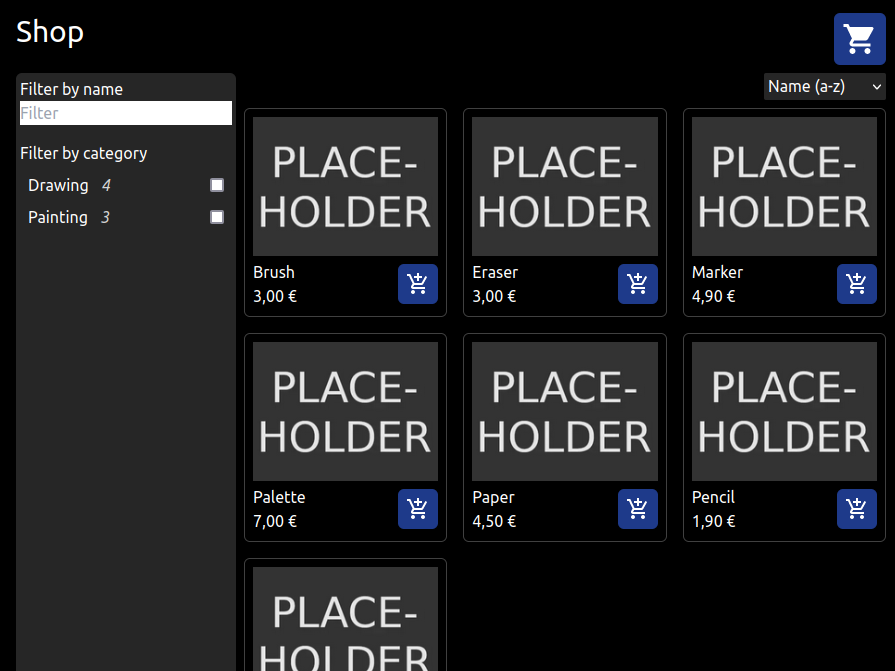 Shop
Filter by name
Filter
Filter by category
Drawing 4
Painting 3
Name (a-z)
PLACE-
HOLDER
Brush
3,00 €
PLACE-
HOLDER
Eraser
3,00 €
PLACE-
HOLDER
Marker
4,90 €
PLACE-
HOLDER
Palette
7,00 €
PLACE-
HOLDER
Paper
4,50 €
PLACE-
HOLDER
Pencil
1,90 €
PLACE-
HOLDER